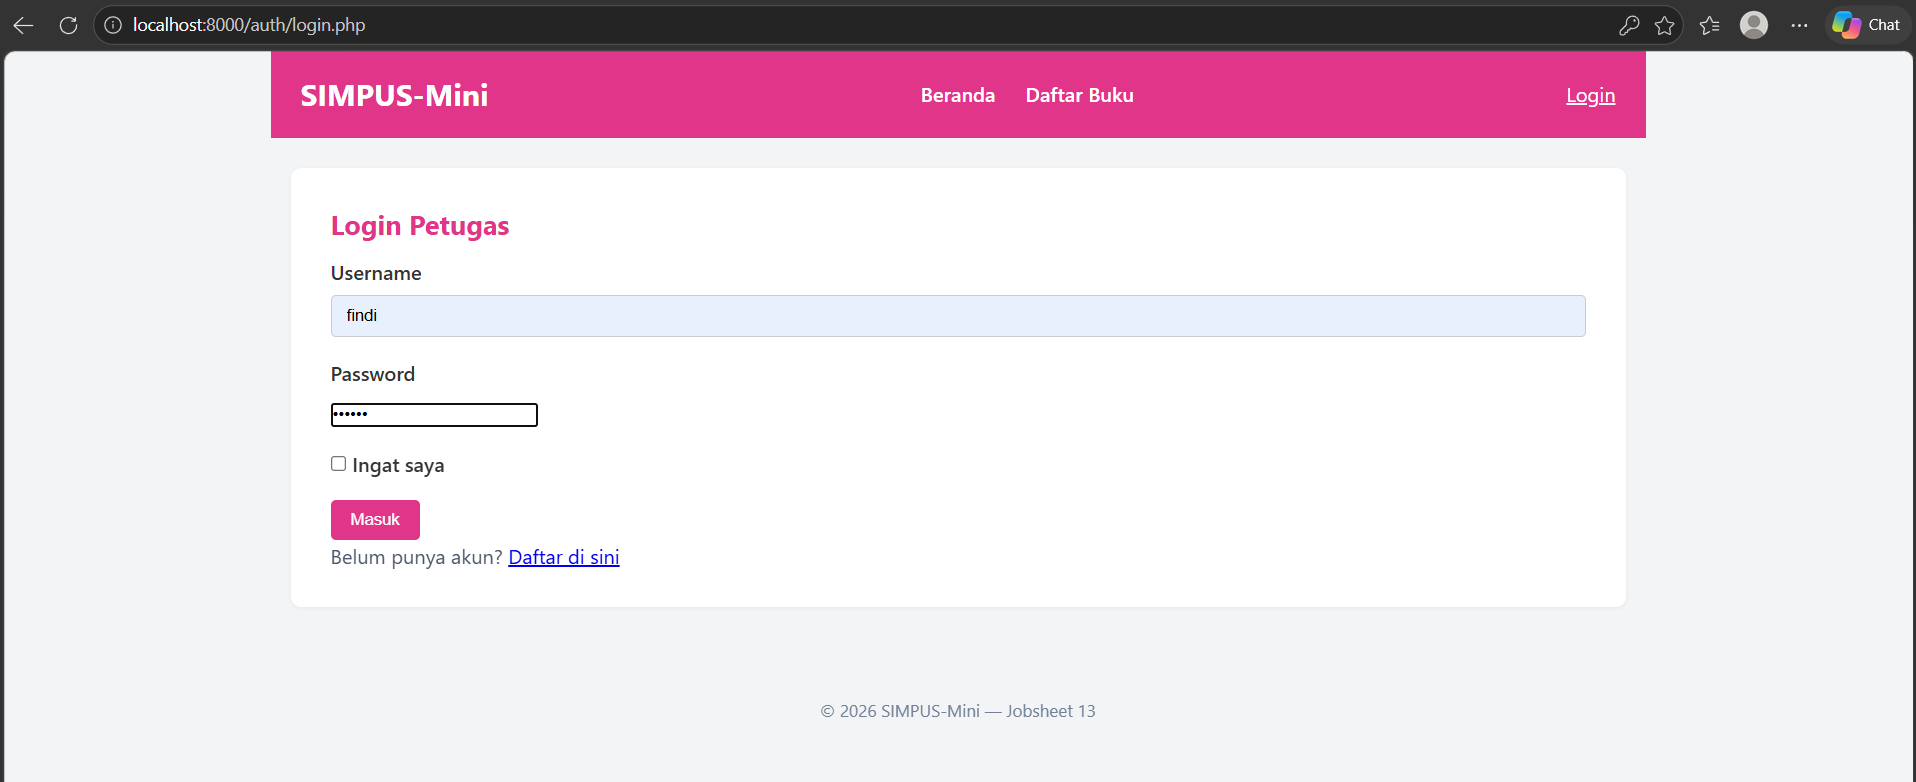 localhost:8000/auth/login.php
Chat
SIMPUS-Mini
Beranda
Daftar Buku
Login
Login Petugas
Username
findi
Password
••••••
Ingat saya
Masuk
Belum punya akun? Daftar di sini
© 2026 SIMPUS-Mini — Jobsheet 13